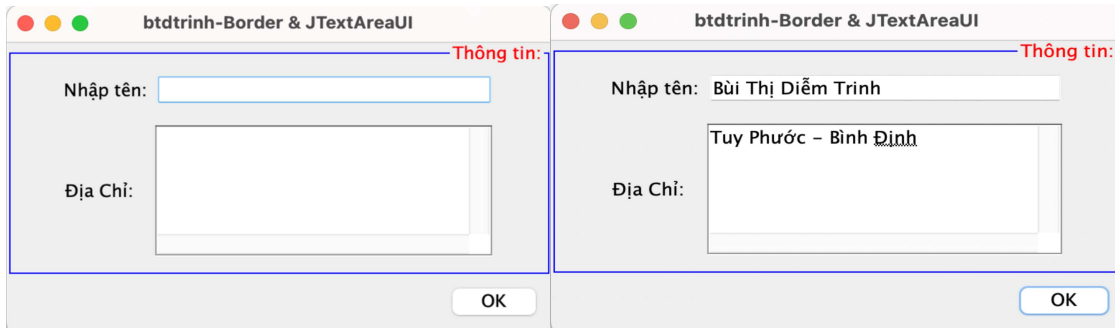 btdtrinh-Border & JTextAreaUI
Thông tin:
Nhập tên:
Địa Chỉ:
OK
btdtrinh-Border & JTextAreaUI
Thông tin:
Nhập tên: Bùi Thị Diễm Trinh
Tuy Phước – Bình Định
Địa Chỉ:
OK